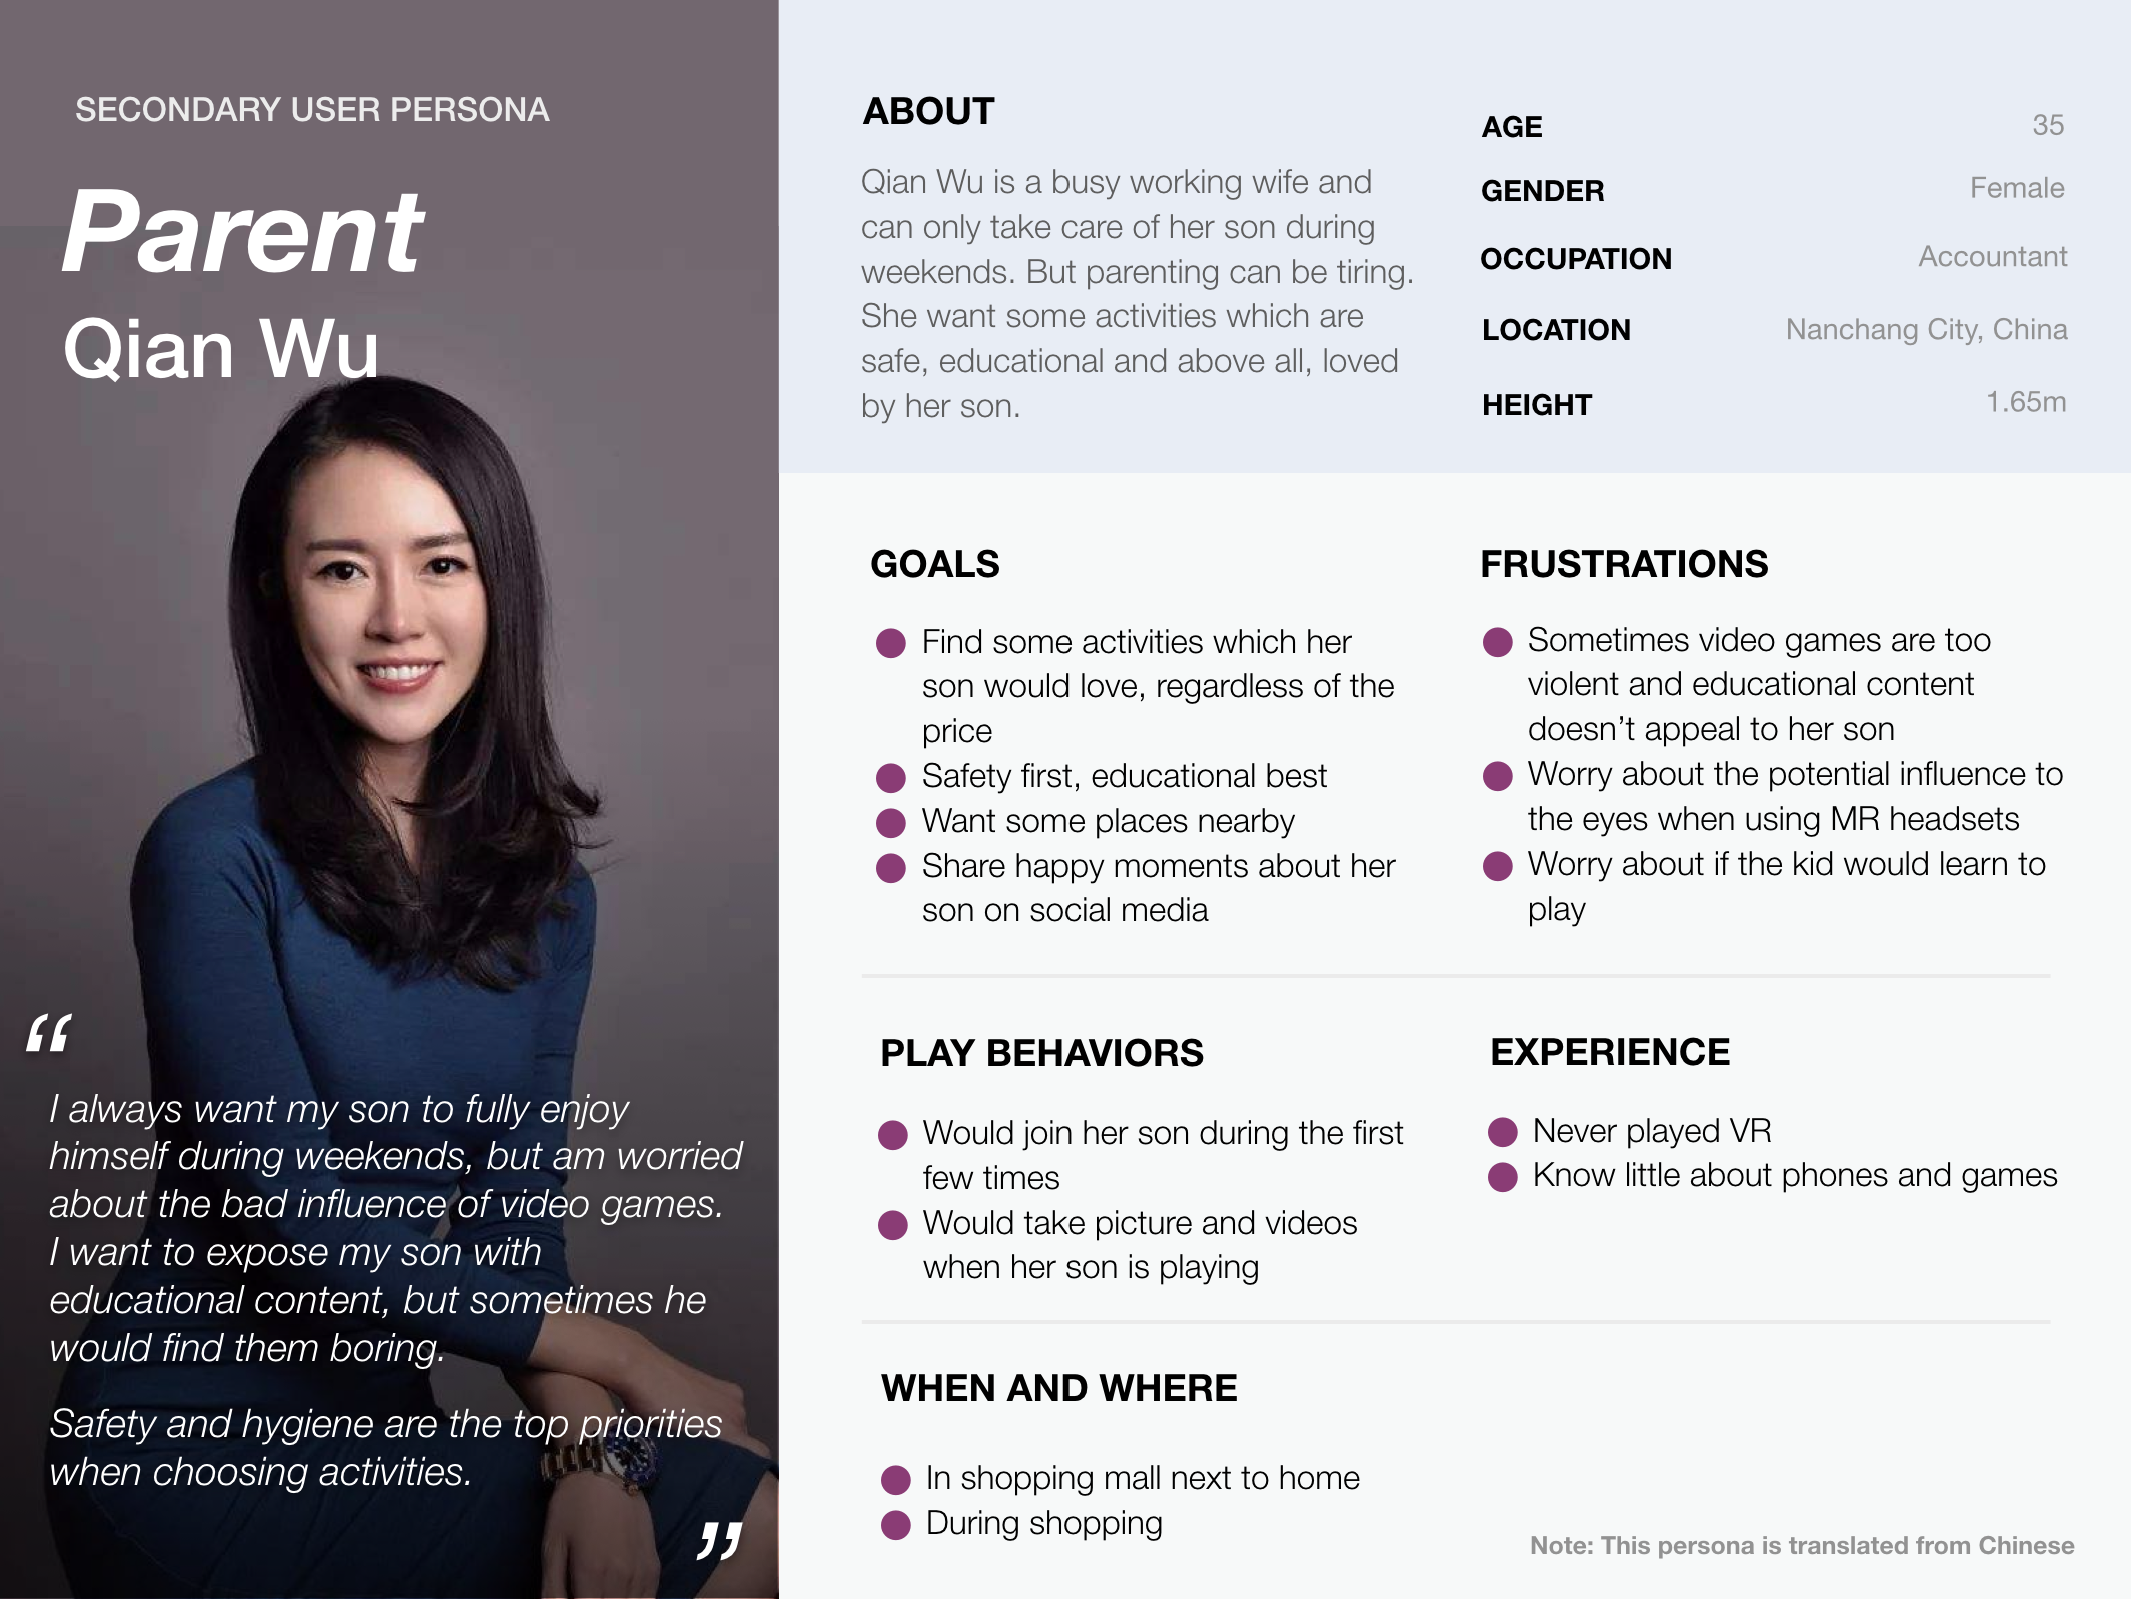 SECONDARY USER PERSONA
Parent
Qian Wu
“
I always want my son to fully enjoy
himself during weekends, but am worried
about the bad influence of video games.
I want to expose my son with
educational content, but sometimes he
would find them boring.
Safety and hygiene are the top priorities
when choosing activities.
”
ABOUT
Qian Wu is a busy working wife and
can only take care of her son during
weekends. But parenting can be tiring.
She want some activities which are
safe, educational and above all, loved
by her son.
AGE 35
GENDER Female
OCCUPATION Accountant
LOCATION Nanchang City, China
HEIGHT 1.65m
GOALS
Find some activities which her
son would love, regardless of the
price
Safety first, educational best
Want some places nearby
Share happy moments about her
son on social media
FRUSTRATIONS
Sometimes video games are too
violent and educational content
doesn’t appeal to her son
Worry about the potential influence to
the eyes when using MR headsets
Worry about if the kid would learn to
play
PLAY BEHAVIORS
Would join her son during the first
few times
Would take picture and videos
when her son is playing
EXPERIENCE
Never played VR
Know little about phones and games
WHEN AND WHERE
In shopping mall next to home
During shopping
Note: This persona is translated from Chinese